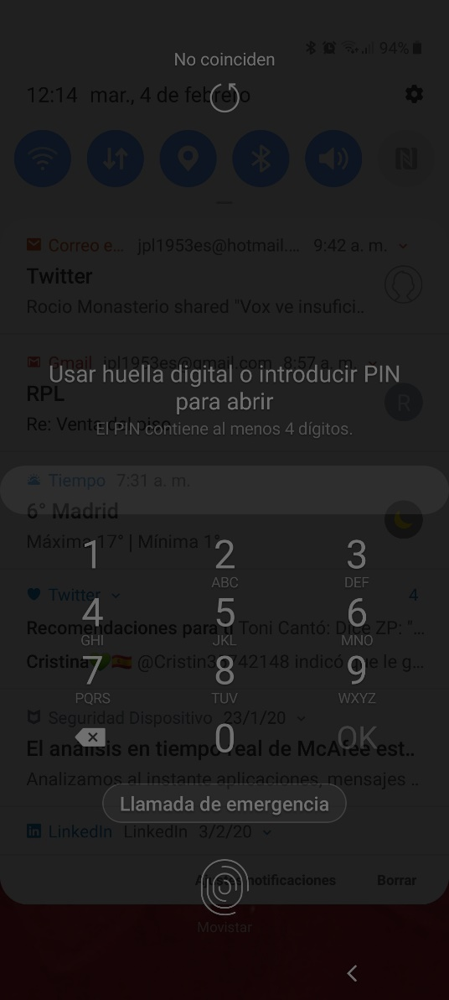 94%
No coinciden
12:14 mar., 4 de febrero
Correo e... jpl1953es@hotmail.... 9:42 a. m.
Twitter
Rocio Monasterio shared "Vox ve insufici..
Gmail jpl1953es@gmail.com 8:57 a. m.
Usar huella digital o introducir PIN
para abrir
RPL
R
Re: Venta del piso
El PIN contiene al menos 4 dígitos.
Tiempo 7:31 a. m.
6° Madrid
Máxima 17° | Mínima 1°
1 2 3
ABC DEF
Twitter 4
4 5 6
GHI JKL MNO
Recomendaciones para ti Toni Cantó: Dice ZP: "...
Cristina @Cristin37742148 indicó que le g...
7 8 9
PQRS TUV WXYZ
Seguridad Dispositivo 23/1/20
0 OK
El análisis en tiempo real de McAfee est..
Analizamos al instante aplicaciones, mensajes ..
Llamada de emergencia
LinkedIn LinkedIn 3/2/20
Ajustes notificaciones Borrar
Movistar